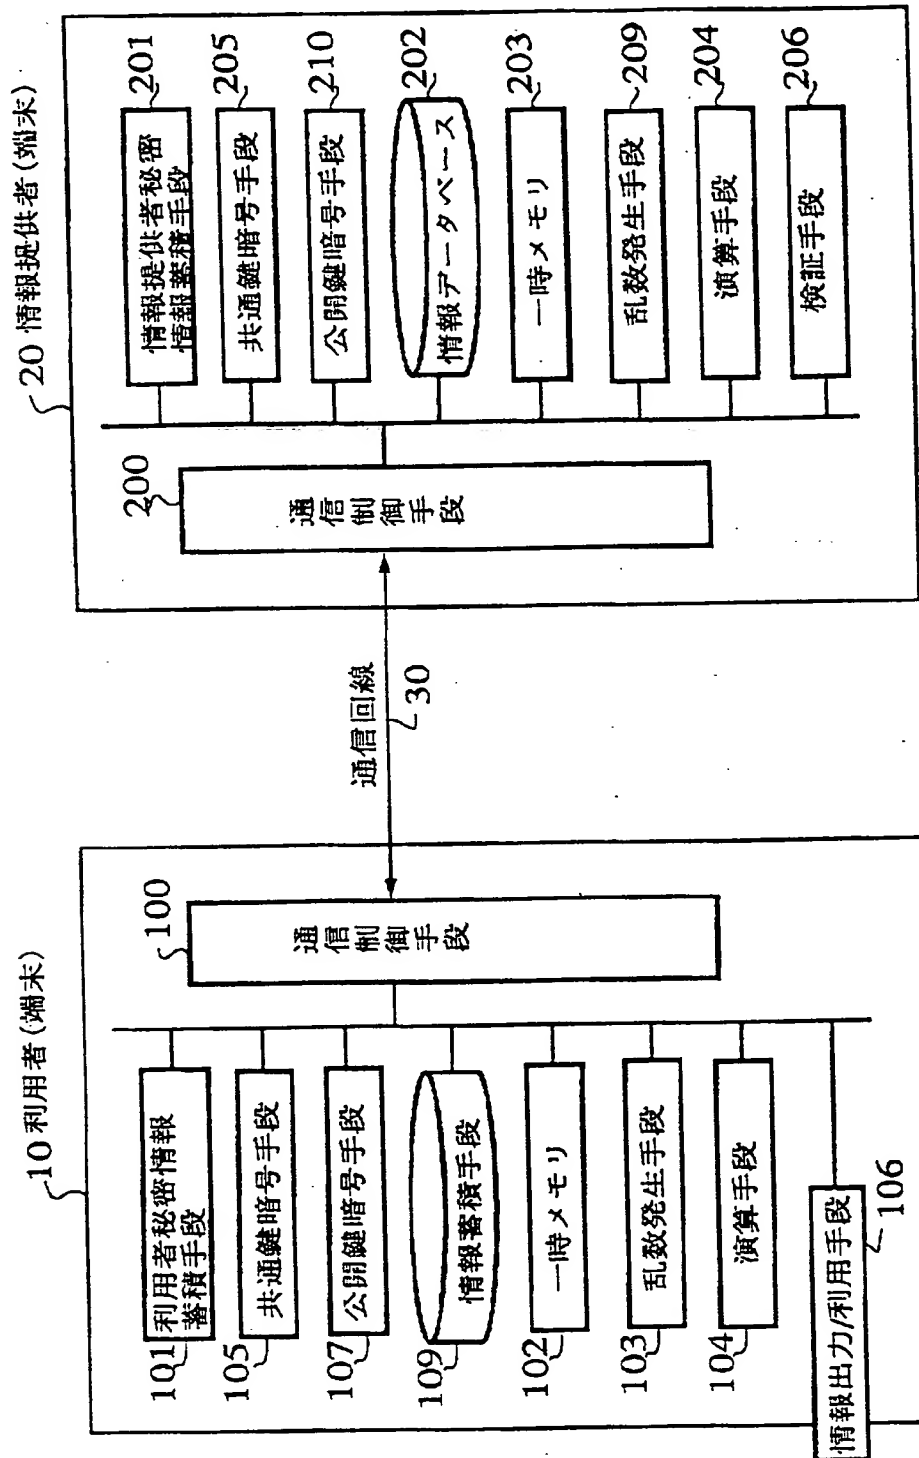 10 利用者(端末)
101
利用者秘密情報
蓄積手段
105
共通鍵暗号手段
107
公開鍵暗号手段
109
情報蓄積手段
102
一時メモリ
103
乱数発生手段
104
演算手段
情報出力/利用手段
106
100
通信制御手段
通信回線
30
20 情報提供者(端末)
200
通信制御手段
情報提供者秘密
情報蓄積手段
201
共通鍵暗号手段
205
公開鍵暗号手段
210
情報データベース
202
一時メモリ
203
乱数発生手段
209
演算手段
204
検証手段
206